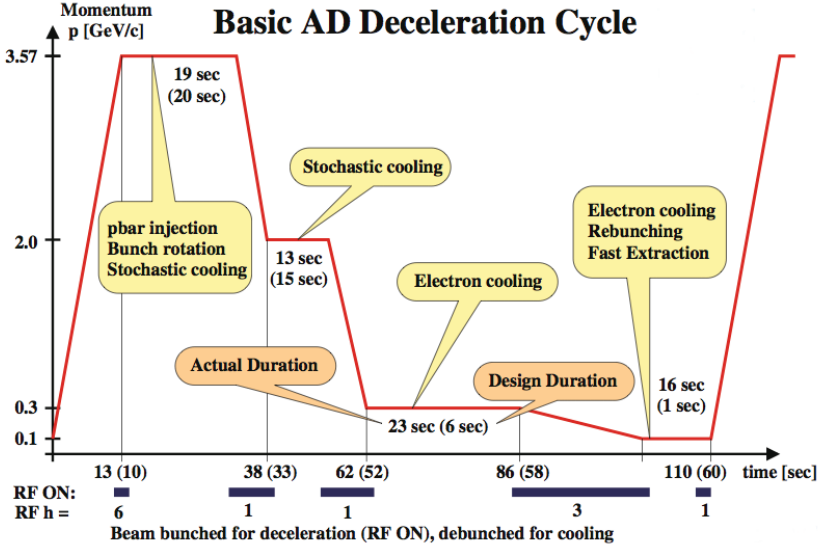 Basic AD Deceleration Cycle
Momentum
p [GeV/c]
3.57
19 sec
(20 sec)
Stochastic cooling
pbar injection
Bunch rotation
Stochastic cooling
Electron cooling
Rebunching
Fast Extraction
2.0
13 sec
(15 sec)
Electron cooling
Actual Duration
Design Duration
16 sec
(1 sec)
0.3
23 sec (6 sec)
0.1
13 (10)
38 (33)
62 (52)
86 (58)
110 (60)
time [sec]
RF ON:
RF h =
6
1
1
3
1
Beam bunched for deceleration (RF ON), debunched for cooling